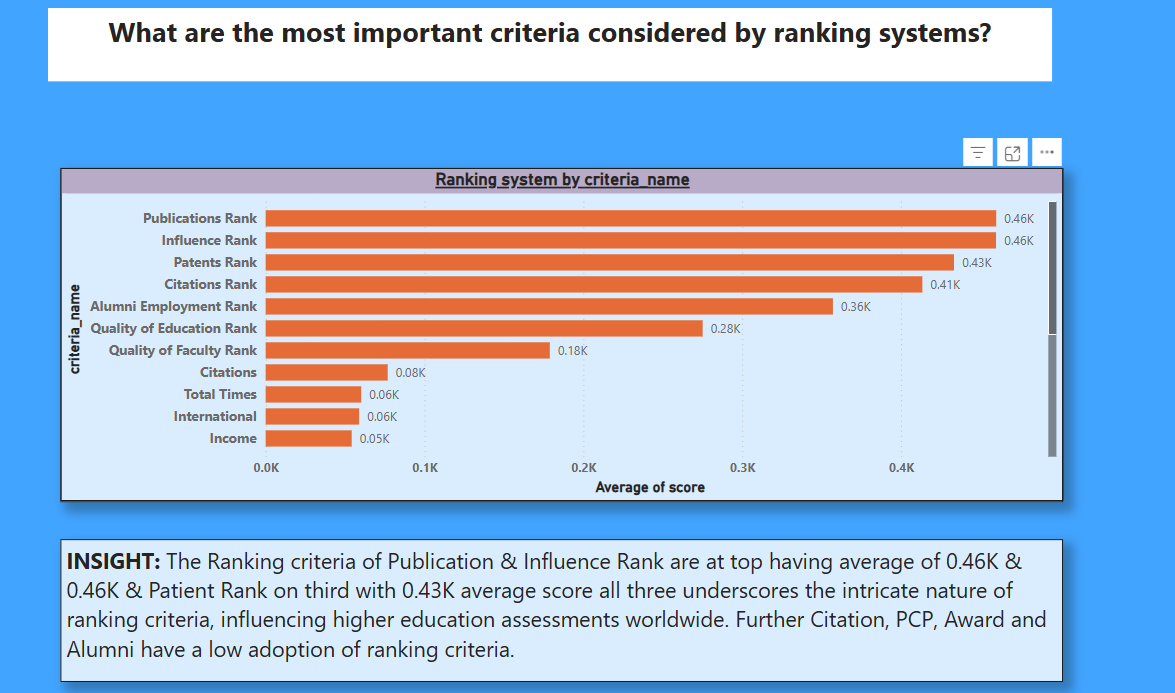 What are the most important criteria considered by ranking systems?
Ranking system by criteria_name
criteria_name
Publications Rank 0.46K
Influence Rank 0.46K
Patents Rank 0.43K
Citations Rank 0.41K
Alumni Employment Rank 0.36K
Quality of Education Rank 0.28K
Quality of Faculty Rank 0.18K
Citations 0.08K
Total Times 0.06K
International 0.06K
Income 0.05K
0.0K 0.1K 0.2K 0.3K 0.4K
Average of score
INSIGHT: The Ranking criteria of Publication & Influence Rank are at top having average of 0.46K &
0.46K & Patient Rank on third with 0.43K average score all three underscores the intricate nature of
ranking criteria, influencing higher education assessments worldwide. Further Citation, PCP, Award and
Alumni have a low adoption of ranking criteria.